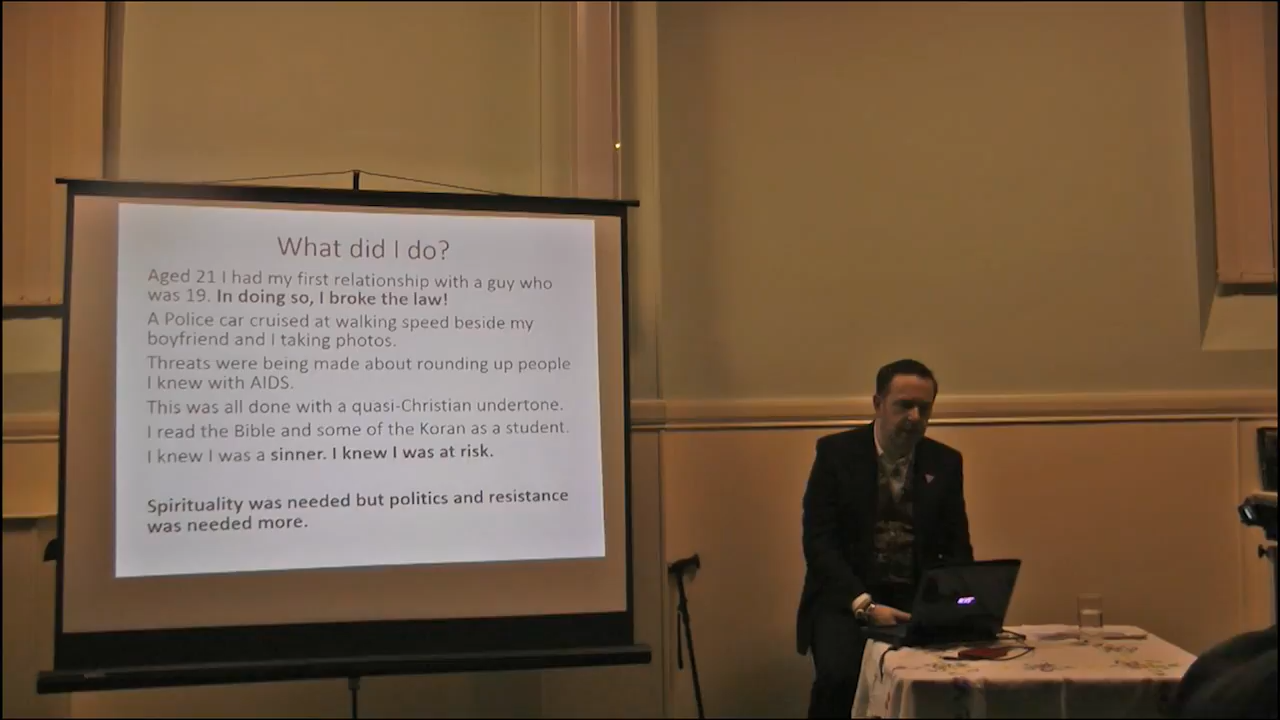 What did I do?
Aged 21 I had my first relationship with a guy who
was 19. In doing so, I broke the law!
A Police car cruised at walking speed beside my
boyfriend and I taking photos.
Threats were being made about rounding up people
I knew with AIDS.
This was all done with a quasi-Christian undertone.
I read the Bible and some of the Koran as a student.
I knew I was a sinner. I knew I was at risk.
Spirituality was needed but politics and resistance
was needed more.